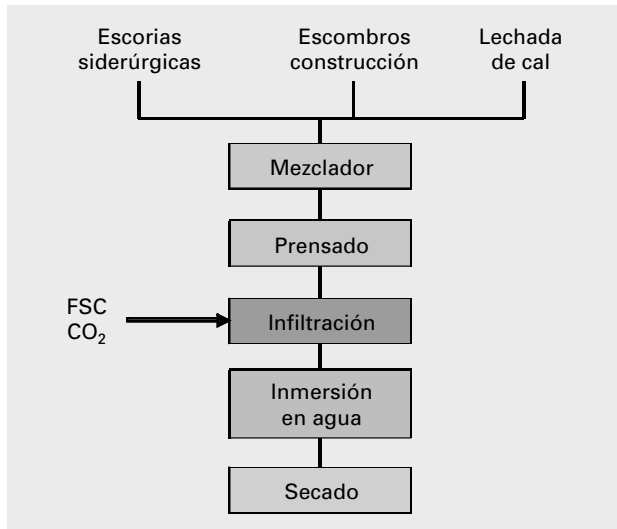 Escorias
siderúrgicas
Escombros
construcción
Lechada
de cal
Mezclador
Prensado
FSC
CO₂
Infiltración
Inmersión
en agua
Secado